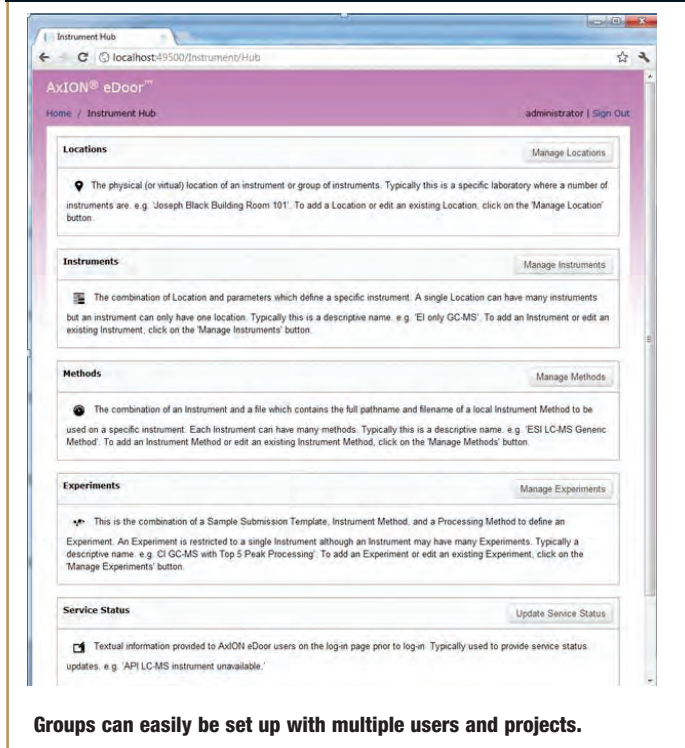 Instrument Hub
localhost:49500/Instrument/Hub
AxION® eDoor™
Home / Instrument Hub administrator | Sign Out
Locations Manage Locations
The physical (or virtual) location of an instrument or group of instruments. Typically this is a specific laboratory where a number of
instruments are. e.g. 'Joseph Black Building Room 101'. To add a Location or edit an existing Location, click on the 'Manage Location'
button.
Instruments Manage Instruments
The combination of Location and parameters which define a specific instrument. A single Location can have many instruments
but an instrument can only have one location. Typically this is a descriptive name. e.g. 'EI only GC-MS'. To add an Instrument or edit an
existing Instrument, click on the 'Manage Instruments' button.
Methods Manage Methods
The combination of an Instrument and a file which contains the full pathname and filename of a local Instrument Method to be
used on a specific instrument. Each Instrument can have many methods. Typically this is a descriptive name. e.g. 'ESI LC-MS Generic
Method'. To add an Instrument Method or edit an existing Instrument Method, click on the 'Manage Methods' button.
Experiments Manage Experiments
This is the combination of a Sample Submission Template, Instrument Method, and a Processing Method to define an
Experiment. An Experiment is restricted to a single Instrument although an Instrument may have many Experiments. Typically a
descriptive name. e.g. CI GC-MS with Top 5 Peak Processing'. To add an Experiment or edit an existing Experiment, click on the
'Manage Experiments' button.
Service Status Update Service Status
Textual information provided to AxION eDoor users on the log-in page prior to log-in. Typically used to provide service status
updates. e.g. 'API LC-MS instrument unavailable.'
Groups can easily be set up with multiple users and projects.